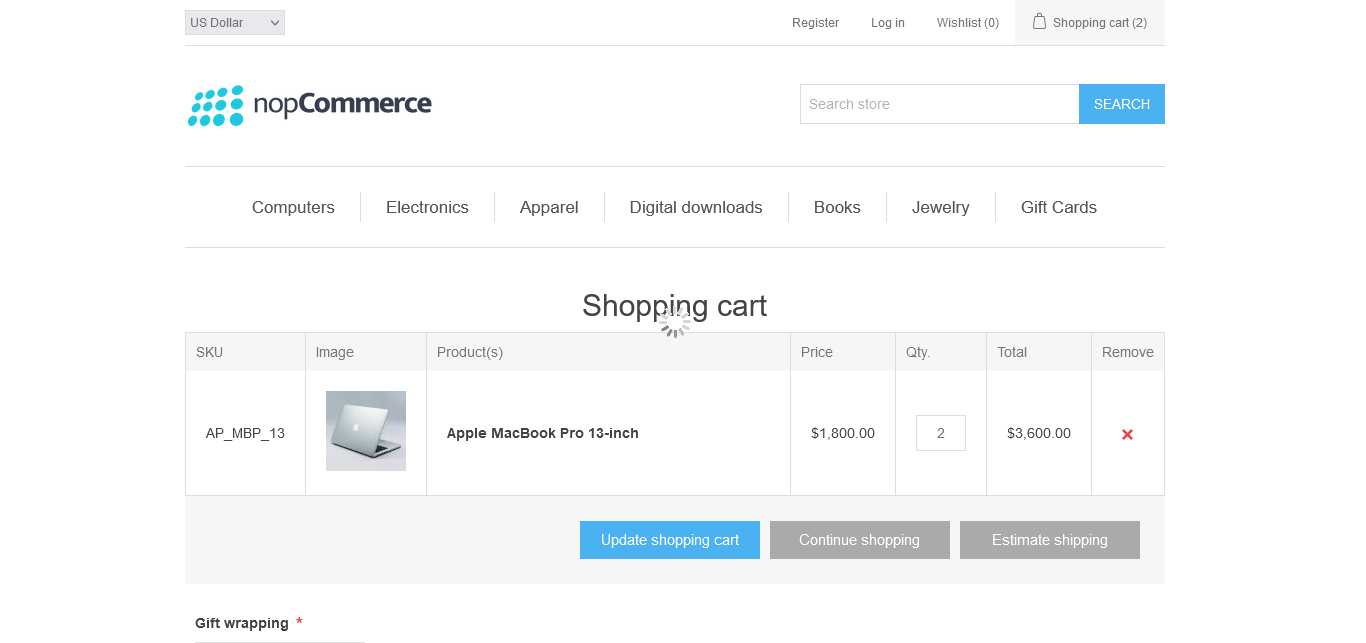 US Dollar
Register
Log in
Wishlist (0)
Shopping cart (2)
nopCommerce
Search store
SEARCH
Computers
Electronics
Apparel
Digital downloads
Books
Jewelry
Gift Cards
Shopping cart
SKU
Image
Product(s)
Price
Qty.
Total
Remove
AP_MBP_13
Apple MacBook Pro 13-inch
$1,800.00
2
$3,600.00
Update shopping cart
Continue shopping
Estimate shipping
Gift wrapping *